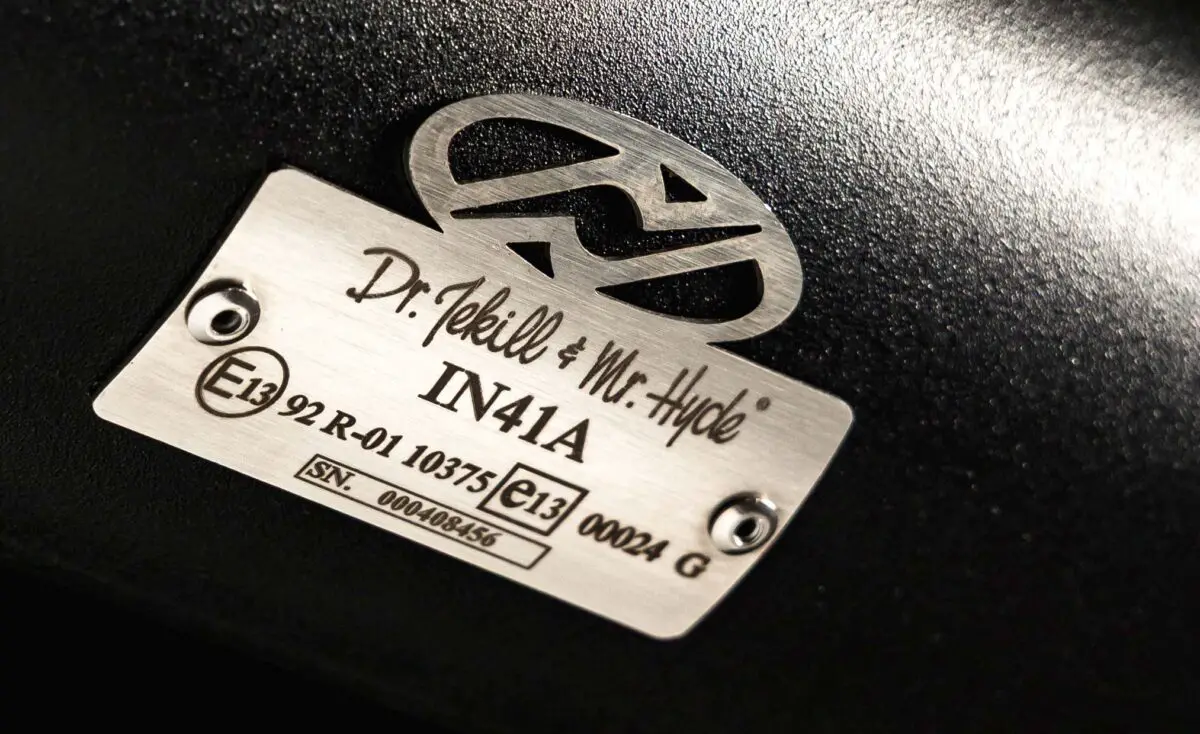 Dr. Jekill & Mr. Hyde®
IN41A
E13 92 R-01 10375 e13 00024 G
SN. 000408456